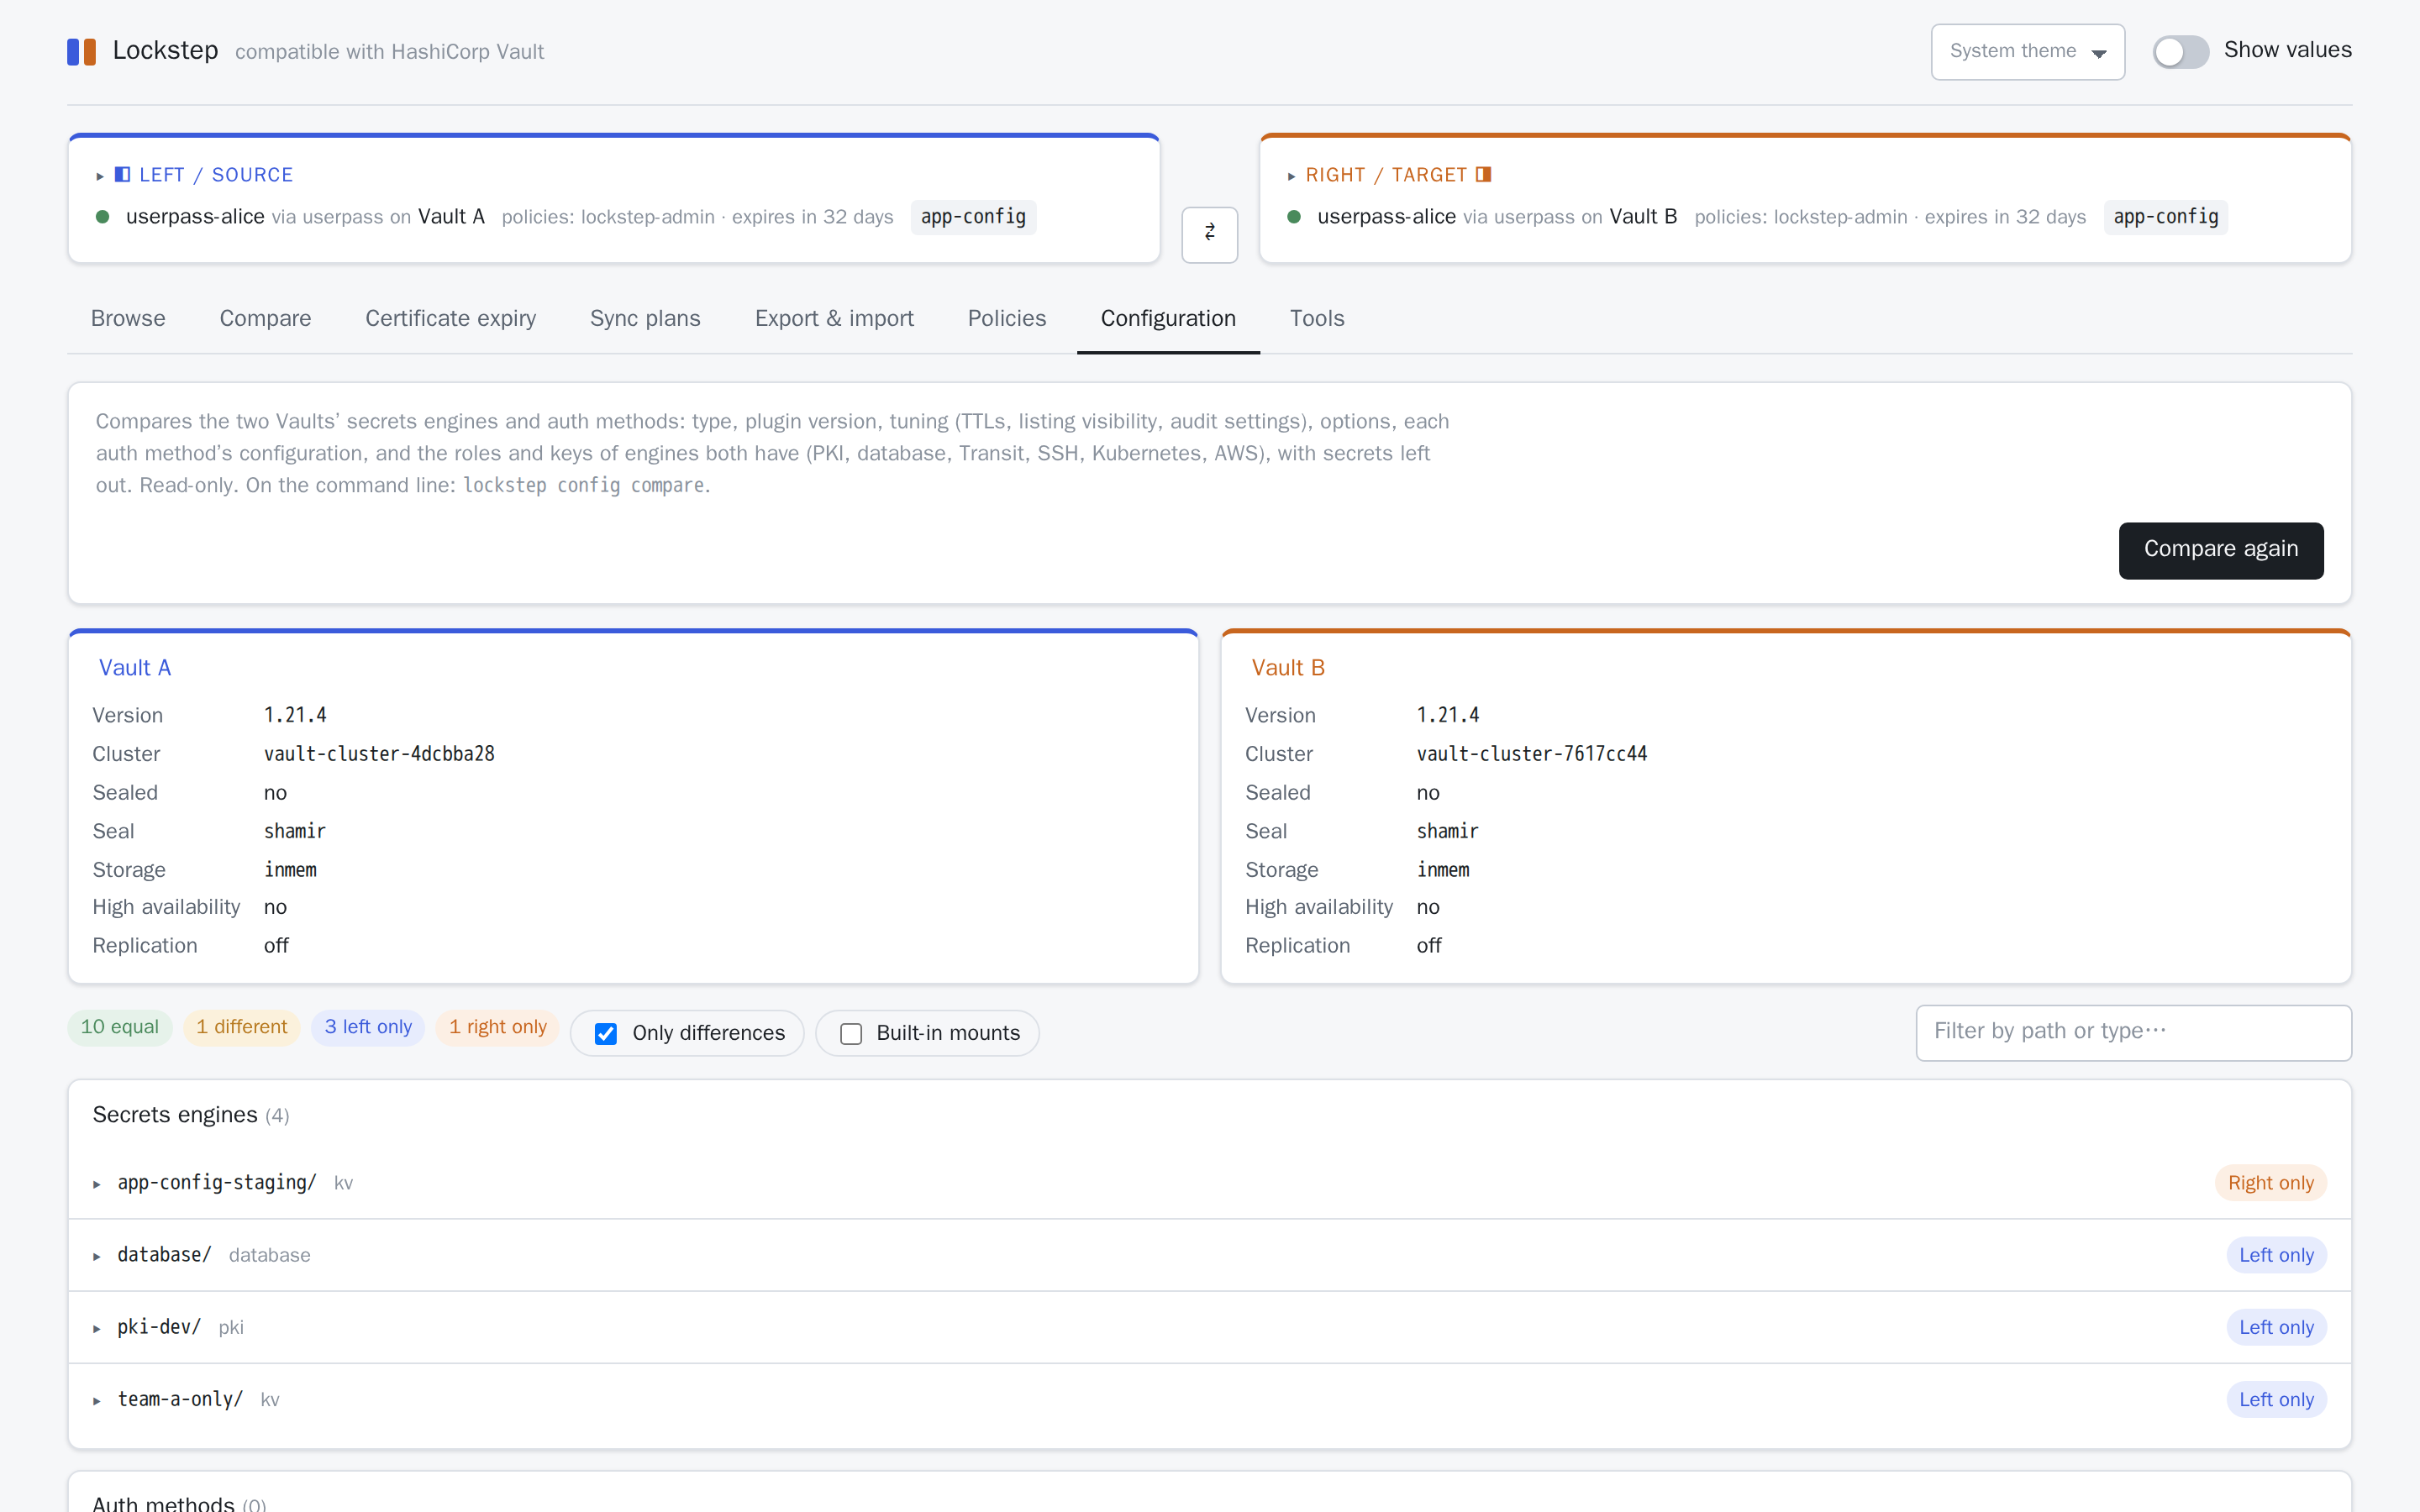 Lockstep compatible with HashiCorp Vault
System theme
Show values
LEFT / SOURCE
userpass-alice via userpass on Vault A policies: lockstep-admin · expires in 32 days app-config
RIGHT / TARGET
userpass-alice via userpass on Vault B policies: lockstep-admin · expires in 32 days app-config
Browse Compare Certificate expiry Sync plans Export & import Policies Configuration Tools
Compares the two Vaults’ secrets engines and auth methods: type, plugin version, tuning (TTLs, listing visibility, audit settings), options, each
auth method’s configuration, and the roles and keys of engines both have (PKI, database, Transit, SSH, Kubernetes, AWS), with secrets left
out. Read-only. On the command line: lockstep config compare.
Compare again
Vault A
Version 1.21.4
Cluster vault-cluster-4dcbba28
Sealed no
Seal shamir
Storage inmem
High availability no
Replication off
Vault B
Version 1.21.4
Cluster vault-cluster-7617cc44
Sealed no
Seal shamir
Storage inmem
High availability no
Replication off
10 equal 1 different 3 left only 1 right only Only differences Built-in mounts
Filter by path or type…
Secrets engines (4)
app-config-staging/ kv Right only
database/ database Left only
pki-dev/ pki Left only
team-a-only/ kv Left only
Auth methods (0)